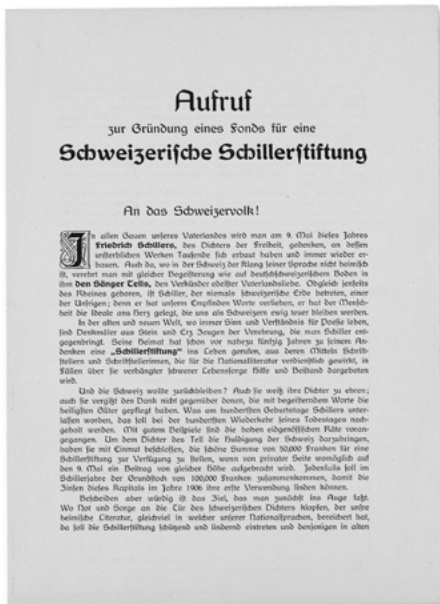 Aufruf
zur Gründung eines Fonds für eine
Schweizerische Schillerstiftung
An das Schweizervolk!
In allen Gauen unseres Vaterlandes wird man am 9. Mai dieses Jahres
Friedrich Schillers, des Dichters der Freiheit, gedenken, an dessen
unsterblichen Werken Tausende sich erbaut haben und immer wieder er-
bauen. Auch da, wo in der Schweiz der Klang seiner Sprache nicht heimisch
ist, verehrt man mit gleicher Begeisterung wie auf deutschschweizerischem Boden in
ihm den Sänger Tells, den Verkünder edelster Vaterlandsliebe. Obgleich jenseits
des Rheines geboren, ist Schiller, der niemals schweizerische Erde betreten, einer
der Unsrigen; denn er hat unserm Empfinden Worte verliehen, er hat der Mensch-
heit die Ideale ans Herz gelegt, die uns als Schweizern ewig teuer bleiben werden.
In der alten und neuen Welt, wo immer Sinn und Verständnis für Poesie leben,
sind Denkmäler aus Stein und Erz Zeugen der Verehrung, die man Schiller ent-
gegenbringt. Seine Heimat hat schon vor nahezu fünfzig Jahren zu seinem An-
denken eine „Schillerstiftung“ ins Leben gerufen, aus deren Mitteln Schrift-
stellern und Schriftstellerinnen, die für die Nationalliteratur verdienstlich gewirkt, in
Fällen über sie verhängter schwerer Lebenssorge Hilfe und Beistand dargeboten
wird.
Und die Schweiz wollte zurückbleiben? Auch sie weiß ihre Dichter zu ehren;
auch sie vergißt den Dank nicht gegenüber denen, die mit begeisterndem Worte die
heiligsten Güter gepflegt haben. Was am hundertsten Geburtstage Schillers unter-
lassen worden, das soll bei der hundertsten Wiederkehr seines Todestages nach-
geholt werden. Mit gutem Beispiele sind die hohen eidgenössischen Räte voran-
gegangen. Um dem Dichter des Tell die Huldigung der Schweiz darzubringen,
haben sie mit Einmut beschlossen, die schöne Summe von 50,000 Franken für eine
Schillerstiftung zur Verfügung zu stellen, wenn von privater Seite womöglich auf
den 9. Mai ein Beitrag von gleicher Höhe aufgebracht wird. Jedenfalls soll im
Schillerjahre der Grundstock von 100,000 Franken zusammenkommen, damit die
Zinsen dieses Kapitals im Jahre 1906 ihre erste Verwendung finden können.
Bescheiden aber würdig ist das Ziel, das man zunächst ins Auge faßt.
Wo Not und Sorge an die Türe des schweizerischen Dichters klopfen, der unsre
heimische Literatur, gleichviel in welcher unserer Nationalsprachen, bereichert hat,
da soll die Schillerstiftung schützend und lindernd eintreten und denjenigen in alten